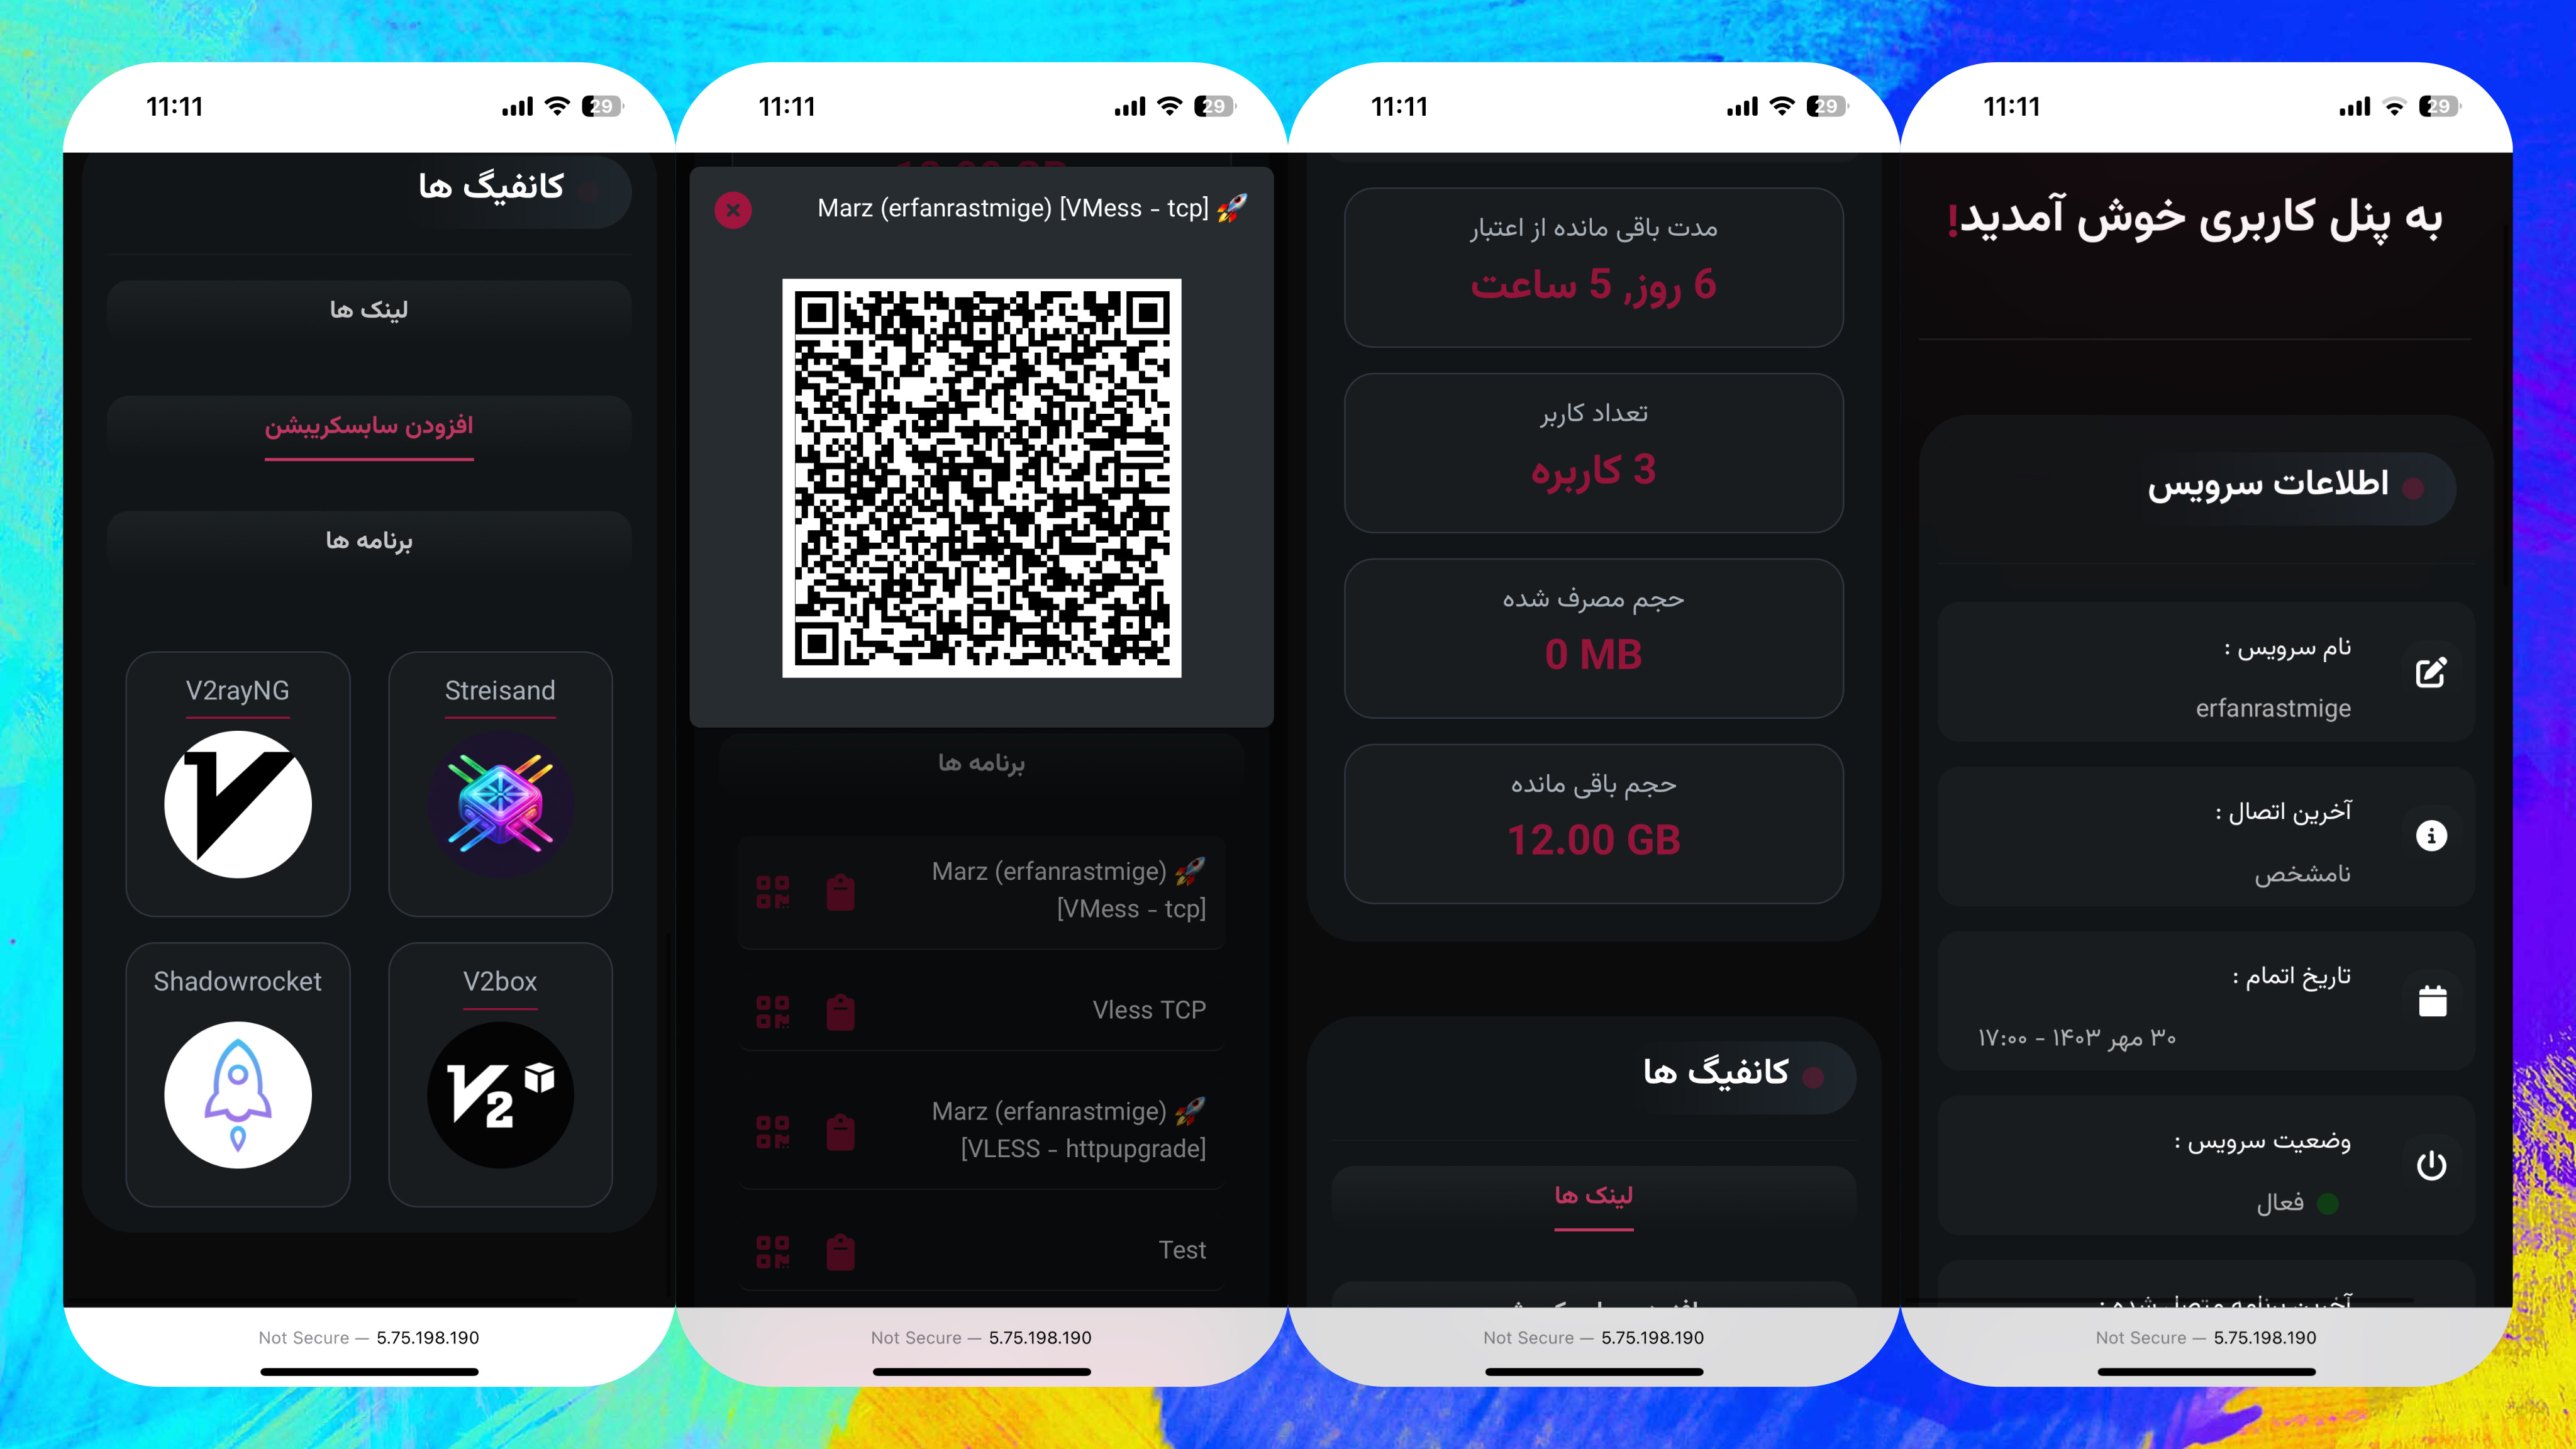 11:11
29
کانفیگ ها
لینک ها
افزودن سابسکریبشن
برنامه ها
V2rayNG
Streisand
Shadowrocket
V2box
Not Secure — 5.75.198.190
11:11
29
Marz (erfanrastmige) [VMess - tcp] 🚀
برنامه ها
Marz (erfanrastmige) 🚀
[VMess - tcp]
Vless TCP
Marz (erfanrastmige) 🚀
[VLESS - httpupgrade]
Test
Not Secure — 5.75.198.190
11:11
29
مدت باقی مانده از اعتبار
6 روز, 5 ساعت
تعداد کاربر
3 کاربره
حجم مصرف شده
0 MB
حجم باقی مانده
12.00 GB
کانفیگ ها
لینک ها
Not Secure — 5.75.198.190
11:11
29
به پنل کاربری خوش آمدید!
اطلاعات سرویس
نام سرویس :
erfanrastmige
آخرین اتصال :
نامشخص
تاریخ اتمام :
۳۰ مهر ۱۴۰۳ - ۱۷:۰۰
وضعیت سرویس :
فعال
آخرین برنامه متصل شده :
Not Secure — 5.75.198.190